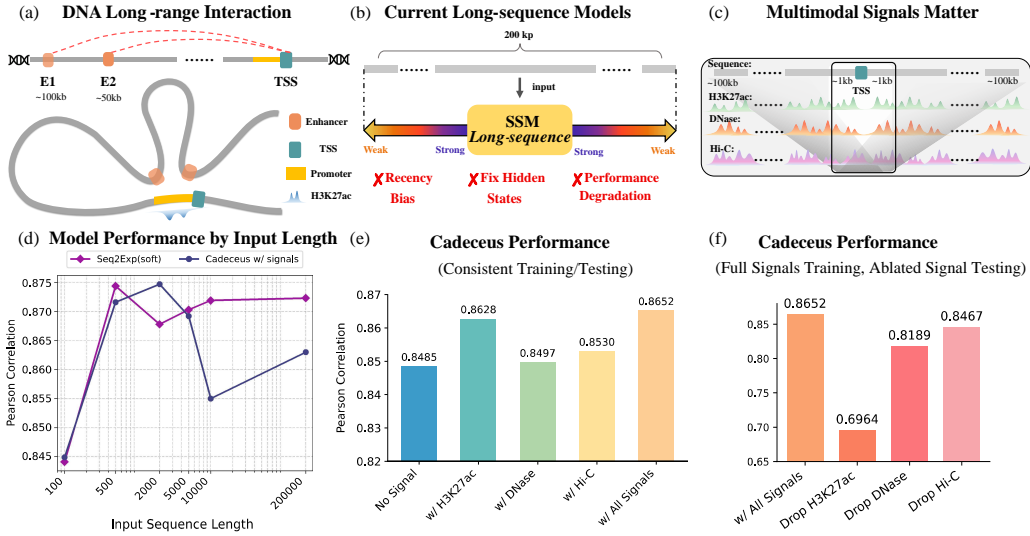 (a) DNA Long -range Interaction
E1
E2
TSS
~100kb
~50kb
Enhancer
TSS
Promoter
H3K27ac
(b) Current Long-sequence Models
200 kp
input
SSM
Long-sequence
Weak
Strong
Strong
Weak
✗Recency
Bias
✗Fix Hidden
States
✗Performance
Degradation
(c) Multimodal Signals Matter
Sequence:
~100kb
~1kb
~1kb
~100kb
TSS
H3K27ac:
DNase:
Hi-C:
(d) Model Performance by Input Length
Seq2Exp(soft)
Cadeceus w/ signals
Pearson Correlation
0.875
0.870
0.865
0.860
0.855
0.850
0.845
100
500
2000
5000
10000
200000
Input Sequence Length
(e) Cadeceus Performance
(Consistent Training/Testing)
Pearson Correlation
0.87
0.86
0.85
0.84
0.83
0.82
0.8485
0.8628
0.8497
0.8530
0.8652
No Signal
w/ H3K27ac
w/ DNase
w/ Hi-C
w/ All Signals
(f) Cadeceus Performance
(Full Signals Training, Ablated Signal Testing)
0.85
0.80
0.75
0.70
0.65
0.8652
0.6964
0.8189
0.8467
w/ All Signals
Drop H3K27ac
Drop DNase
Drop Hi-C